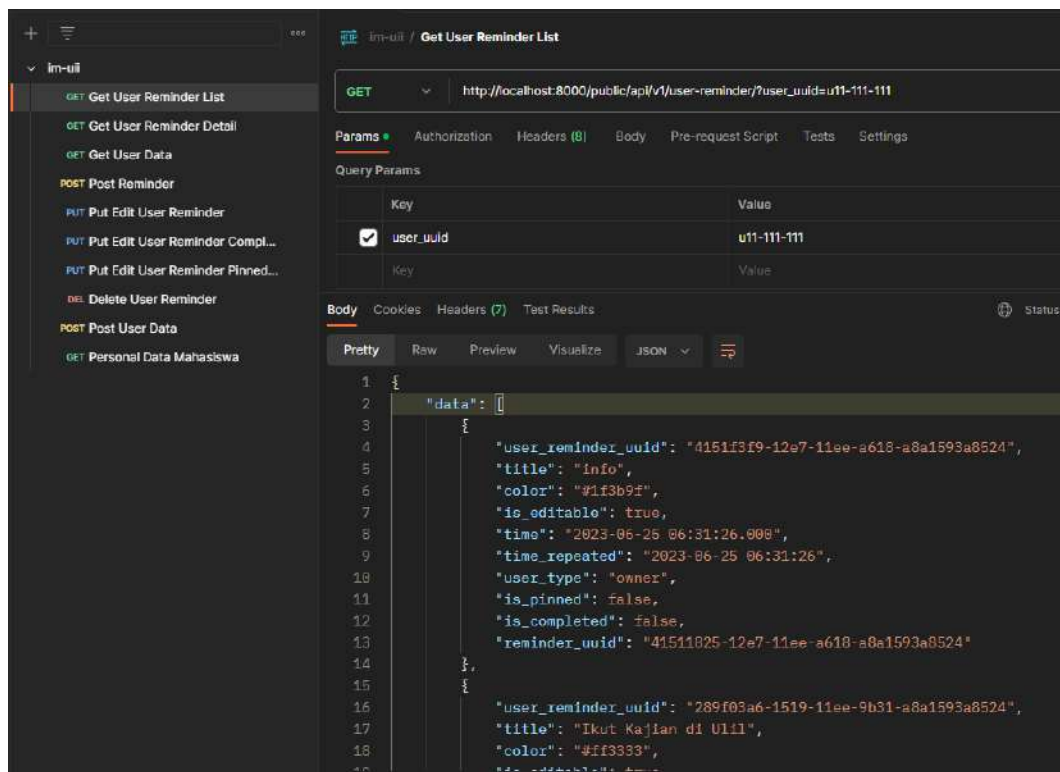 im-uii / Get User Reminder List
im-uii
GET Get User Reminder List
GET Get User Reminder Detail
GET Get User Data
POST Post Reminder
PUT Put Edit User Reminder
PUT Put Edit User Reminder Compl...
PUT Put Edit User Reminder Pinned...
DEL Delete User Reminder
POST Post User Data
GET Personal Data Mahasiswa
GET http://localhost:8000/public/api/v1/user-reminder/?user_uuid=u11-111-111
Params Authorization Headers (8) Body Pre-request Script Tests Settings
Query Params
Key Value
user_uuid u11-111-111
Key Value
Body Cookies Headers (7) Test Results Status
Pretty Raw Preview Visualize JSON
1 {
2 "data": [
3 {
4 "user_reminder_uuid": "4151f3f9-12e7-11ee-a618-a8a1593a8524",
5 "title": "info",
6 "color": "#1f3b9f",
7 "is_editable": true,
8 "time": "2023-06-25 06:31:26.000",
9 "time_repeated": "2023-06-25 06:31:26",
10 "user_type": "owner",
11 "is_pinned": false,
12 "is_completed": false,
13 "reminder_uuid": "41511825-12e7-11ee-a618-a8a1593a8524"
14 },
15 {
16 "user_reminder_uuid": "289f03a6-1519-11ee-9b31-a8a1593a8524",
17 "title": "Ikut Kajian di Ulil",
18 "color": "#ff3333",